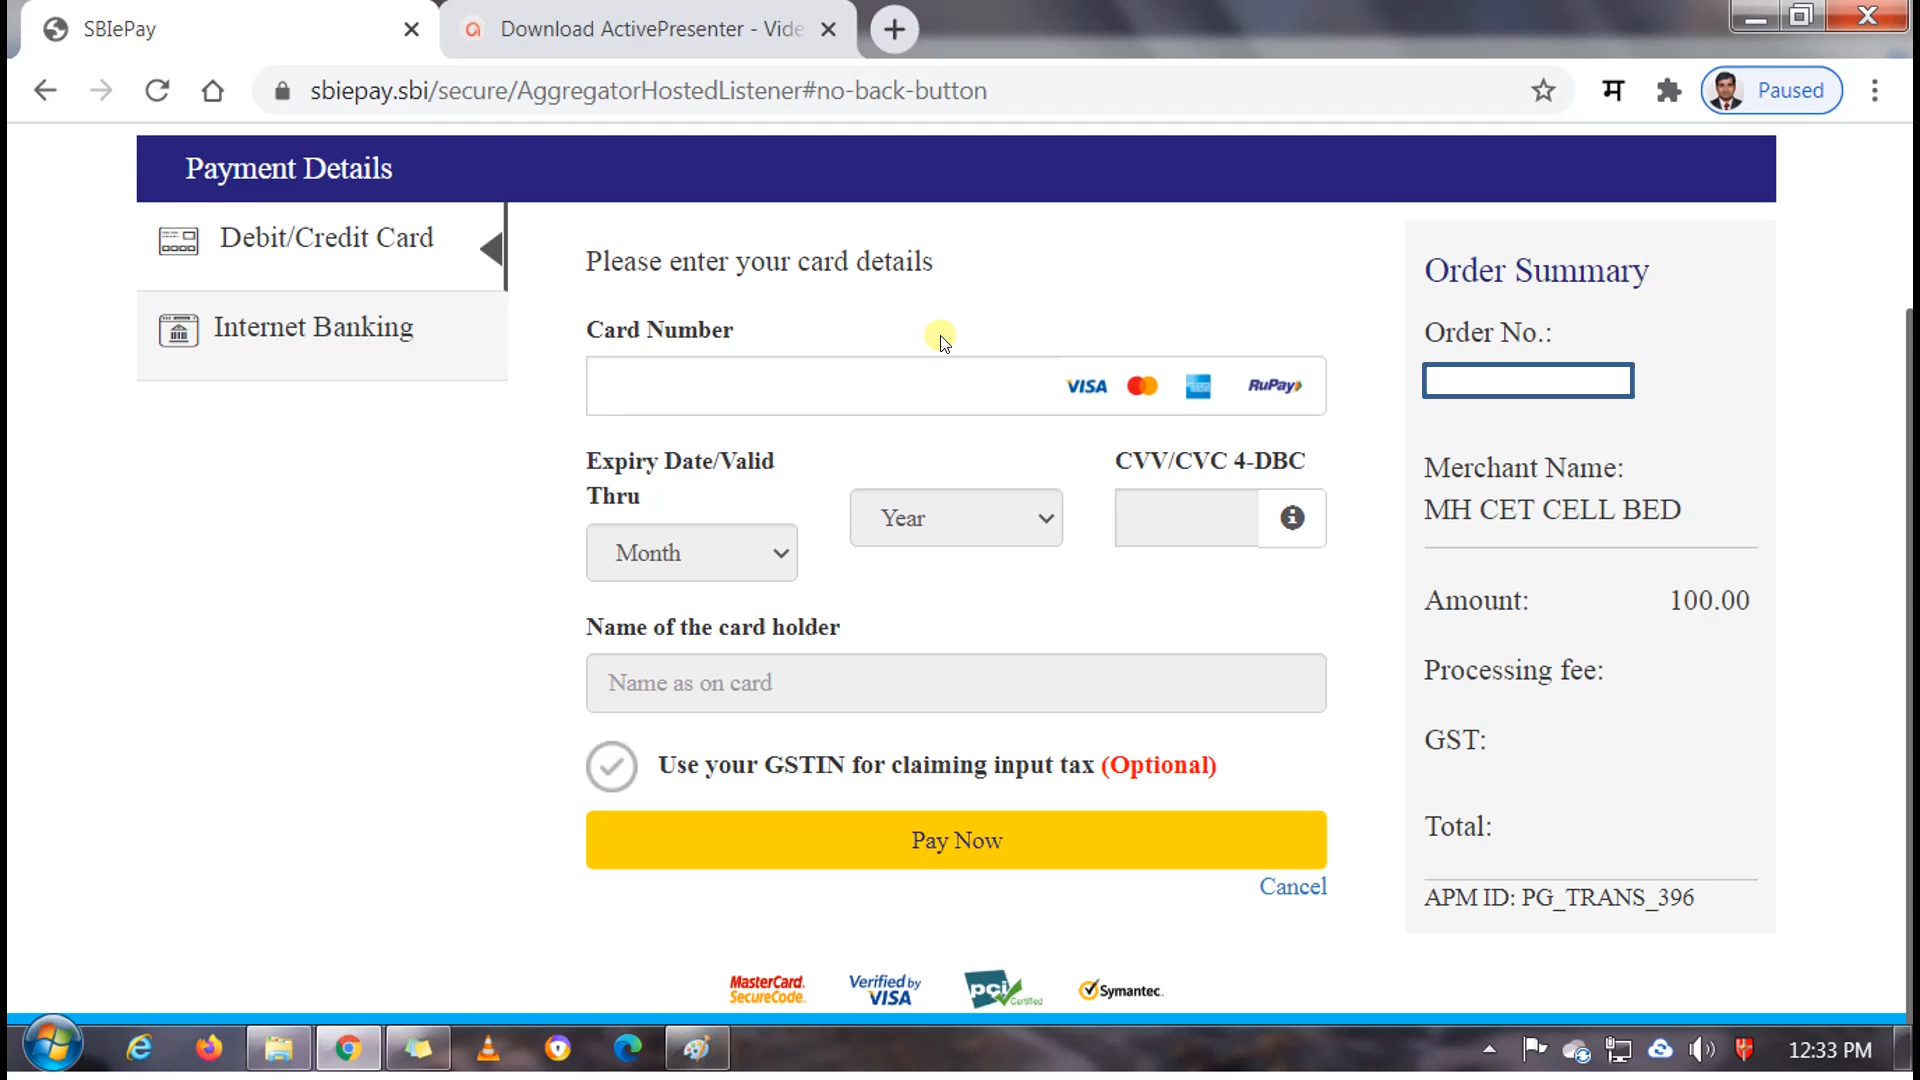 SBIePay
Download ActivePresenter - Vide
sbiepay.sbi/secure/AggregatorHostedListener#no-back-button
म
Paused
Payment Details
Debit/Credit Card
Internet Banking
Please enter your card details
Card Number
VISA
RuPay
Expiry Date/Valid
Thru
Month
Year
CVV/CVC 4-DBC
Name of the card holder
Name as on card
Use your GSTIN for claiming input tax (Optional)
Pay Now
Cancel
Order Summary
Order No.:
Merchant Name:
MH CET CELL BED
Amount: 100.00
Processing fee:
GST:
Total:
APM ID: PG_TRANS_396
MasterCard.
SecureCode.
Verified by
VISA
pci
Certified
Symantec.
12:33 PM